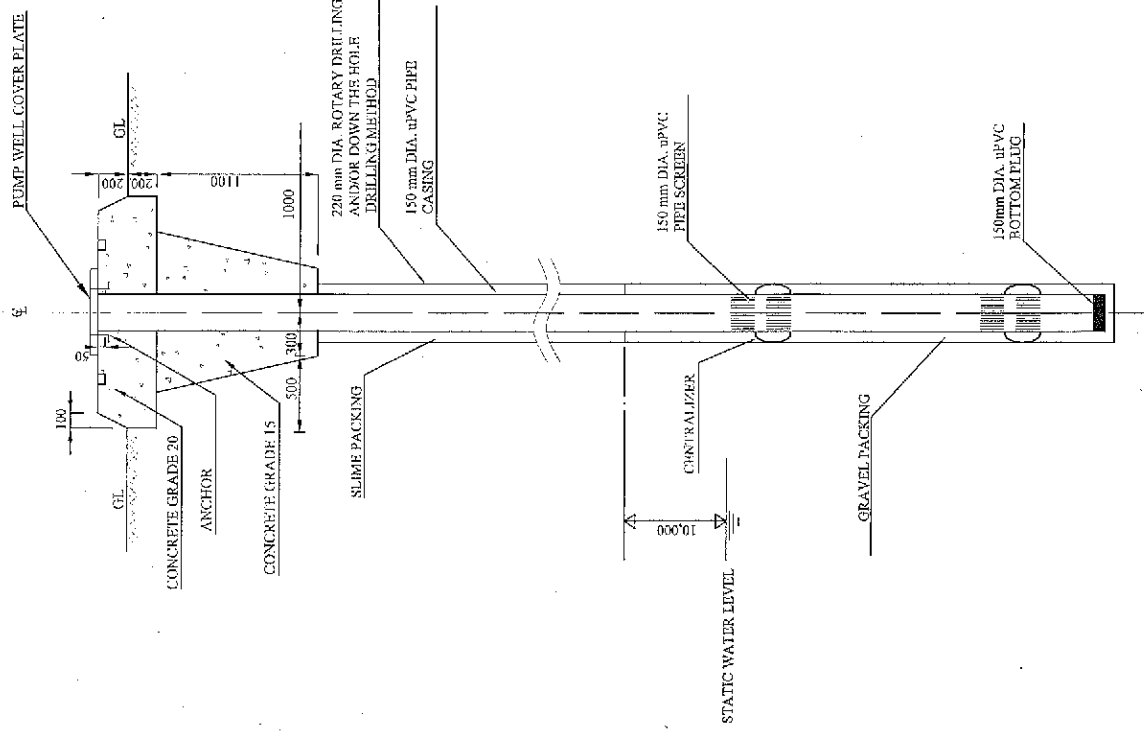 PUMP WELL COVER PLATE
℄
GL
200
200
1100
50
100
GL
CONCRETE GRADE 20
ANCHOR
CONCRETE GRADE 15
500
300
1000
220 mm DIA. ROTARY DRILLING
AND/OR DOWN THE HOLE
DRILLING METHOD
150 mm DIA. uPVC PIPE
CASING
SLIME PACKING
150 mm DIA. uPVC
PIPE SCREEN
CENTRALIZER
10,000
STATIC WATER LEVEL
GRAVEL PACKING
150mm DIA. uPVC
BOTTOM PLUG